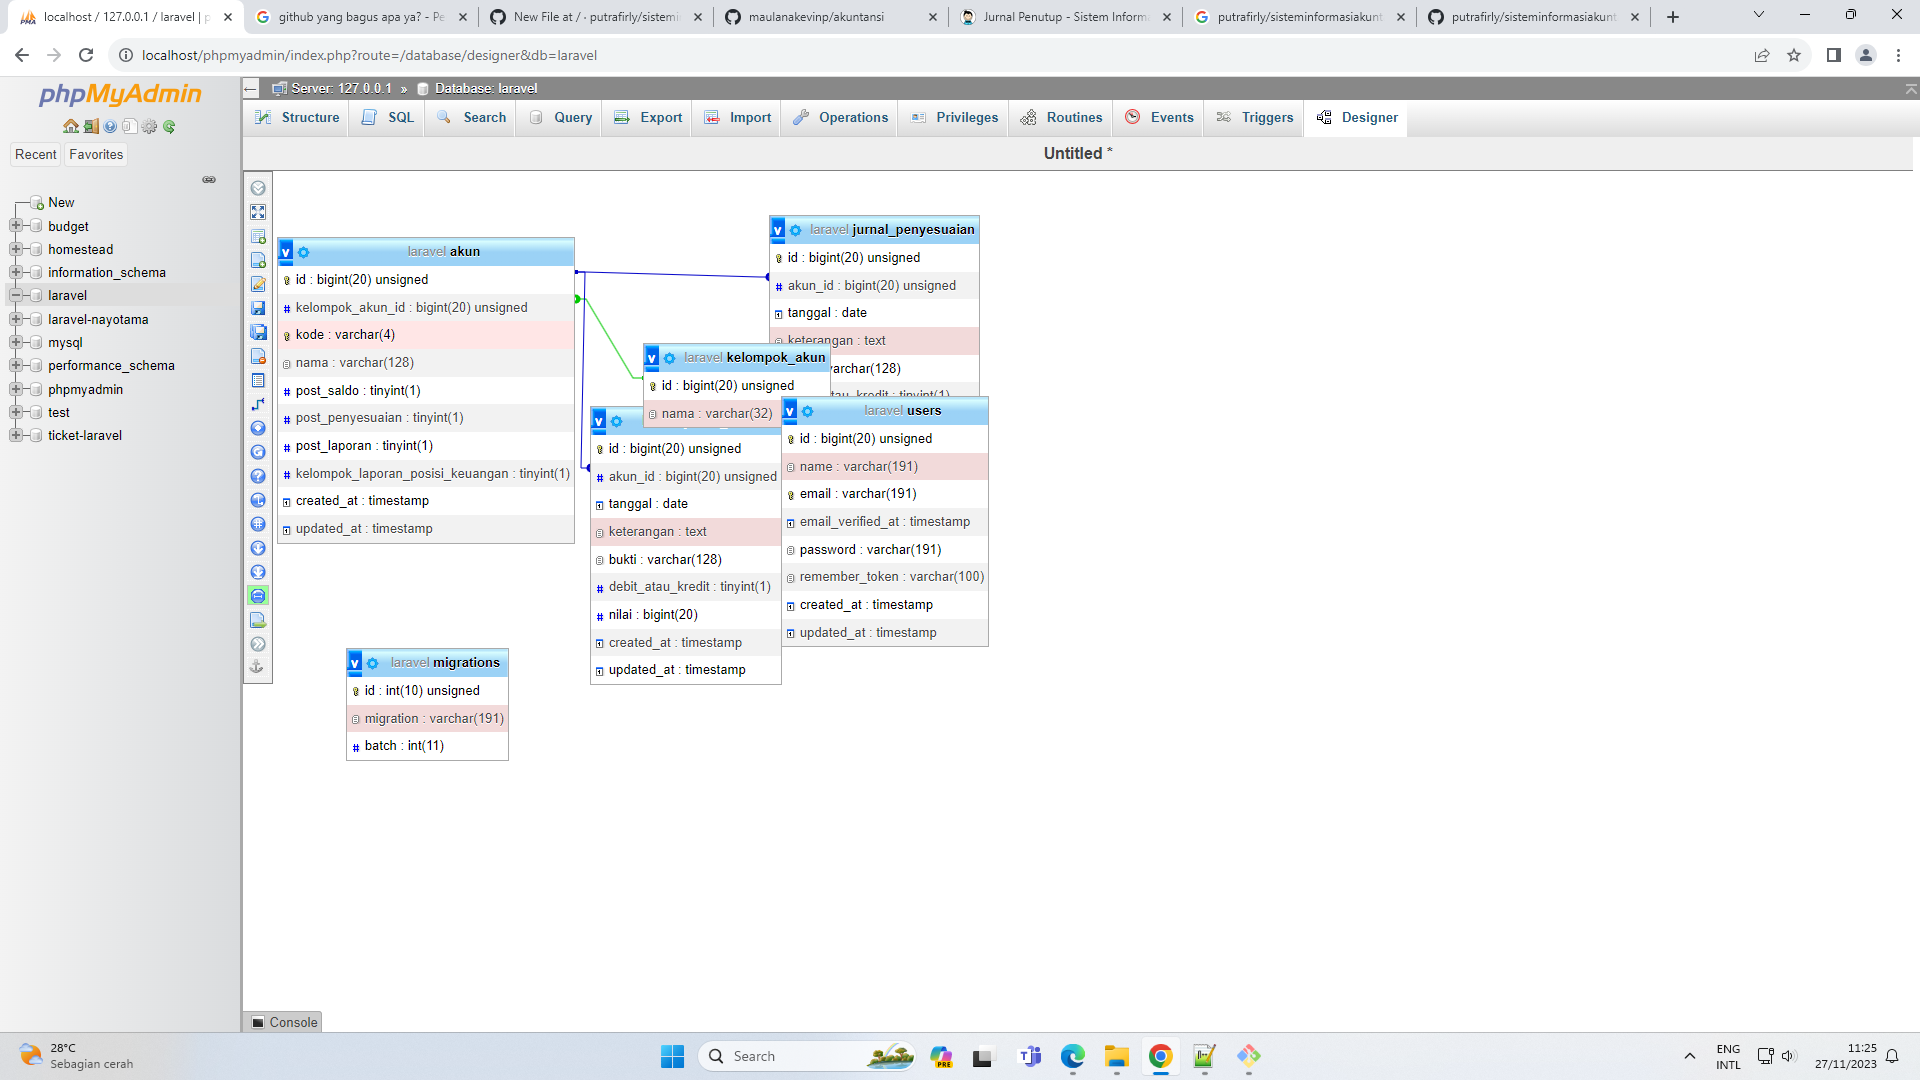 localhost / 127.0.0.1 / laravel | p
github yang bagus apa ya? - Pe
New File at / · putrafirly/sistemin
maulanakevinp/akuntansi
Jurnal Penutup - Sistem Informa
putrafirly/sisteminformasiakunt
putrafirly/sisteminformasiakunt
localhost/phpmyadmin/index.php?route=/database/designer&db=laravel
phpMyAdmin
Recent
Favorites
New
budget
homestead
information_schema
laravel
laravel-nayotama
mysql
performance_schema
phpmyadmin
test
ticket-laravel
Server: 127.0.0.1 » Database: laravel
Structure
SQL
Search
Query
Export
Import
Operations
Privileges
Routines
Events
Triggers
Designer
Untitled *
v laravel akun
id : bigint(20) unsigned
# kelompok_akun_id : bigint(20) unsigned
kode : varchar(4)
nama : varchar(128)
# post_saldo : tinyint(1)
# post_penyesuaian : tinyint(1)
# post_laporan : tinyint(1)
# kelompok_laporan_posisi_keuangan : tinyint(1)
created_at : timestamp
updated_at : timestamp
v laravel jurnal_penyesuaian
id : bigint(20) unsigned
# akun_id : bigint(20) unsigned
tanggal : date
keterangan : text
varchar(128)
tau_kredit : tinyint(1)
v laravel kelompok_akun
id : bigint(20) unsigned
nama : varchar(32)
v
id : bigint(20) unsigned
# akun_id : bigint(20) unsigned
tanggal : date
keterangan : text
bukti : varchar(128)
# debit_atau_kredit : tinyint(1)
# nilai : bigint(20)
created_at : timestamp
updated_at : timestamp
v laravel users
id : bigint(20) unsigned
name : varchar(191)
email : varchar(191)
email_verified_at : timestamp
password : varchar(191)
remember_token : varchar(100)
created_at : timestamp
updated_at : timestamp
v laravel migrations
id : int(10) unsigned
migration : varchar(191)
# batch : int(11)
Console
28°C
Sebagian cerah
Search
PRE
ENG
INTL
11:25
27/11/2023